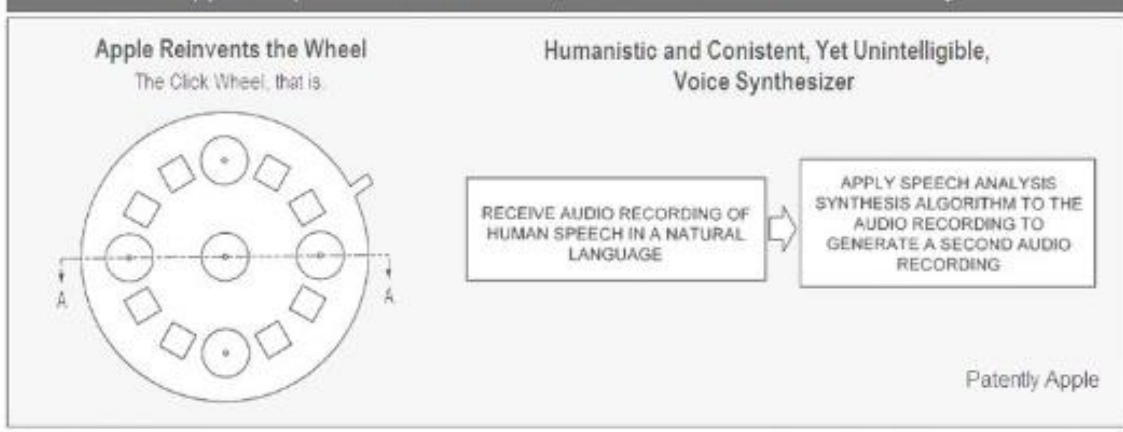 Apple Reinvents the Wheel
The Click Wheel, that is.
Humanistic and Conistent, Yet Unintelligible,
Voice Synthesizer
A
A
RECEIVE AUDIO RECORDING OF
HUMAN SPEECH IN A NATURAL
LANGUAGE
APPLY SPEECH ANALYSIS
SYNTHESIS ALGORITHM TO THE
AUDIO RECORDING TO
GENERATE A SECOND AUDIO
RECORDING
Patently Apple